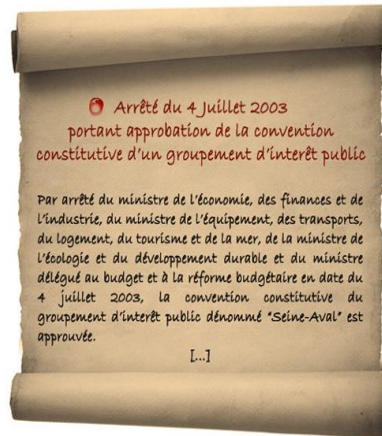 Arrêté du 4 Juillet 2003
portant approbation de la convention
constitutive d'un groupement d'interêt public
Par arrêté du ministre de l'économie, des finances et de
l'industrie, du ministre de l'équipement, des transports,
du logement, du tourisme et de la mer, de la ministre de
l'écologie et du développement durable et du ministre
délégué au budget et à la réforme budgétaire en date du
4 juillet 2003, la convention constitutive du
groupement d'interêt public dénommé "Seine-Aval" est
approuvée.
[...]